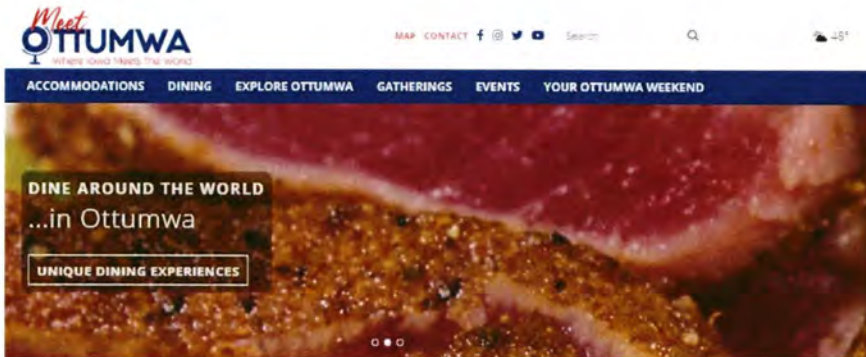 Meet
OTTUMWA
Where Iowa Meets The World
MAP CONTACT
Search
48°
ACCOMMODATIONS DINING EXPLORE OTTUMWA GATHERINGS EVENTS YOUR OTTUMWA WEEKEND
DINE AROUND THE WORLD
...in Ottumwa
UNIQUE DINING EXPERIENCES